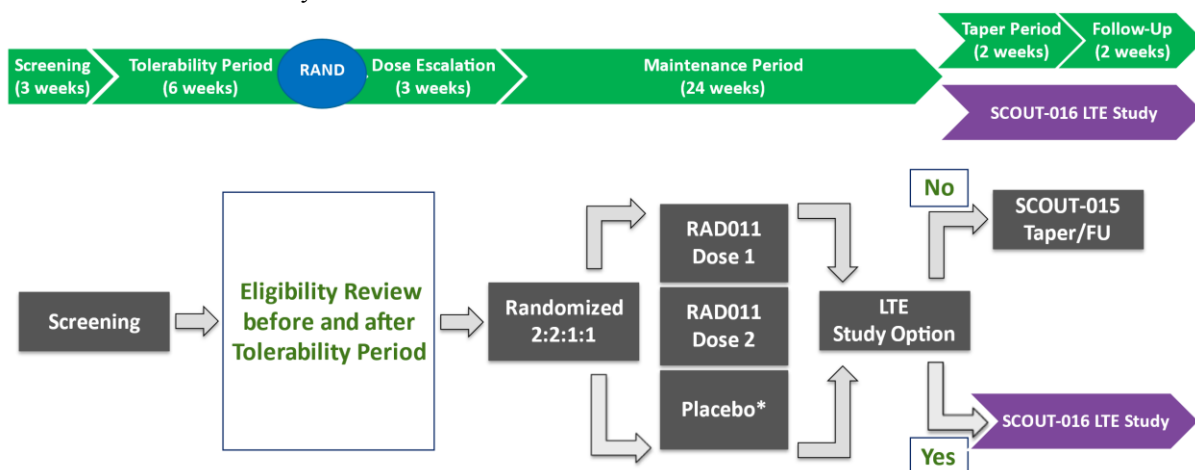 Screening
(3 weeks)
Tolerability Period
(6 weeks)
RAND
Dose Escalation
(3 weeks)
Maintenance Period
(24 weeks)
Taper Period
(2 weeks)
Follow-Up
(2 weeks)
SCOUT-016 LTE Study
Screening
Eligibility Review
before and after
Tolerability Period
Randomized
2:2:1:1
RAD011
Dose 1
RAD011
Dose 2
Placebo*
LTE
Study Option
No
SCOUT-015
Taper/FU
Yes
SCOUT-016 LTE Study